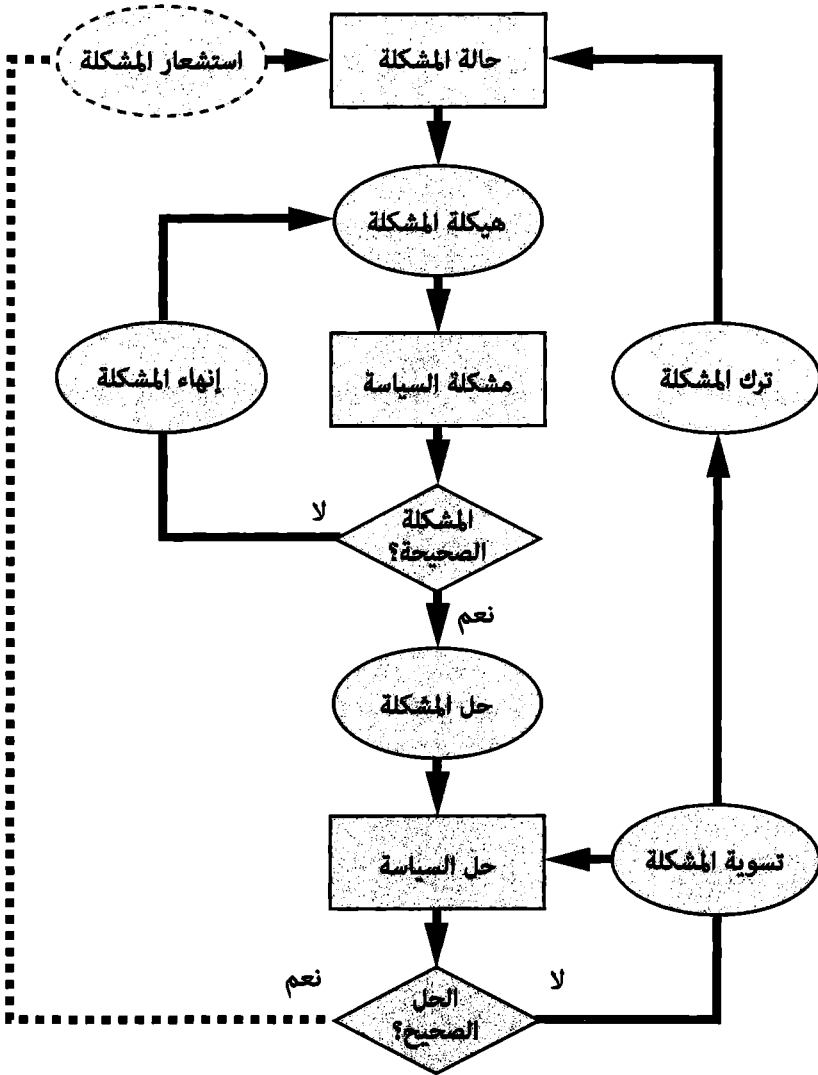 استشعار المشكلة
حالة المشكلة
هيكلة المشكلة
إنهاء المشكلة
مشكلة السياسة
ترك المشكلة
لا
المشكلة
الصحيحة؟
نعم
حل المشكلة
حل السياسة
تسوية المشكلة
نعم
الحل
الصحيح؟
لا